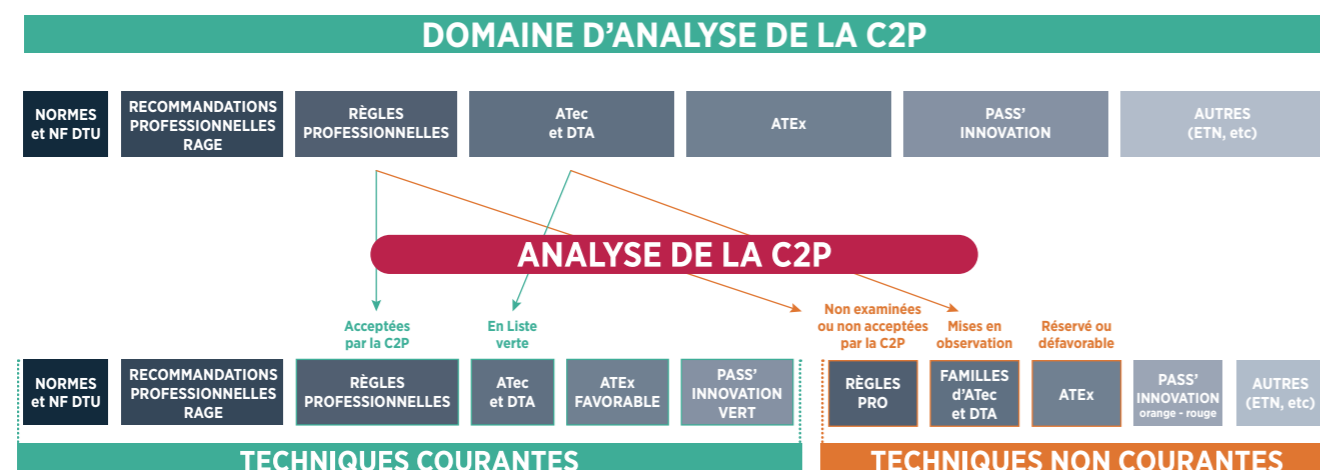 DOMAINE D'ANALYSE DE LA C2P
NORMES
et NF DTU
RECOMMANDATIONS
PROFESSIONNELLES
RAGE
RÈGLES
PROFESSIONNELLES
ATec
et DTA
ATEx
PASS'
INNOVATION
AUTRES
(ETN, etc)
ANALYSE DE LA C2P
Acceptées
par la C2P
En Liste
verte
Non examinées
ou non acceptées
par la C2P
Mises en
observation
Réservé ou
défavorable
NORMES
et NF DTU
RECOMMANDATIONS
PROFESSIONNELLES
RAGE
RÈGLES
PROFESSIONNELLES
ATec
et DTA
ATEx
FAVORABLE
PASS'
INNOVATION
VERT
RÈGLES
PRO
FAMILLES
d'ATec
et DTA
ATEx
PASS'
INNOVATION
orange - rouge
AUTRES
(ETN, etc)
TECHNIQUES COURANTES
TECHNIQUES NON COURANTES